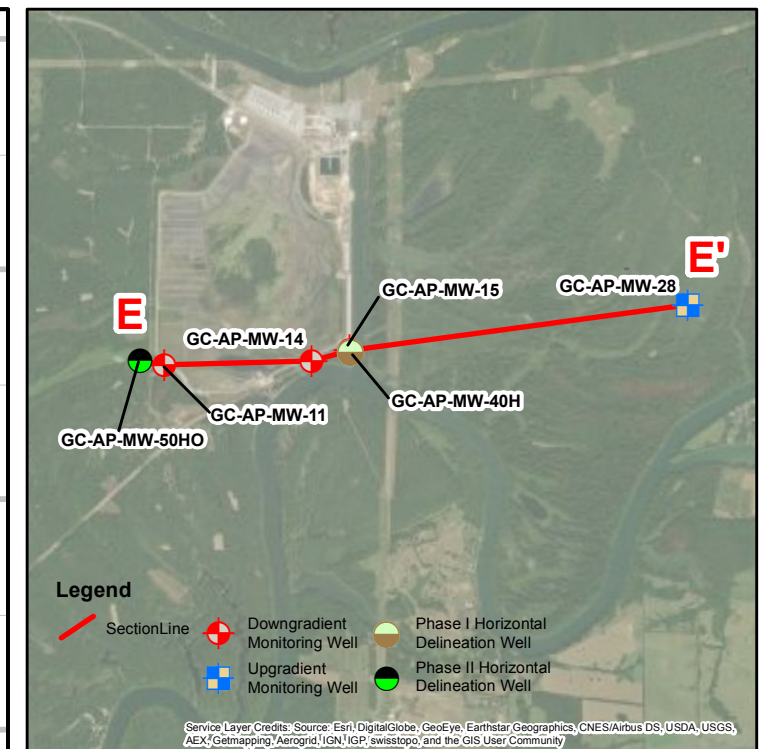 E'
GC-AP-MW-15
GC-AP-MW-28
E
GC-AP-MW-14
GC-AP-MW-40H
GC-AP-MW-11
GC-AP-MW-50HO
Legend
SectionLine
Downgradient
Monitoring Well
Phase I Horizontal
Delineation Well
Upgradient
Monitoring Well
Phase II Horizontal
Delineation Well
Service Layer Credits: Source: Esri, DigitalGlobe, GeoEye, Earthstar Geographics, CNES/Airbus DS, USDA, USGS,
AEX, Getmapping, Aerogrid, IGN, IGP, swisstopo, and the GIS User Community